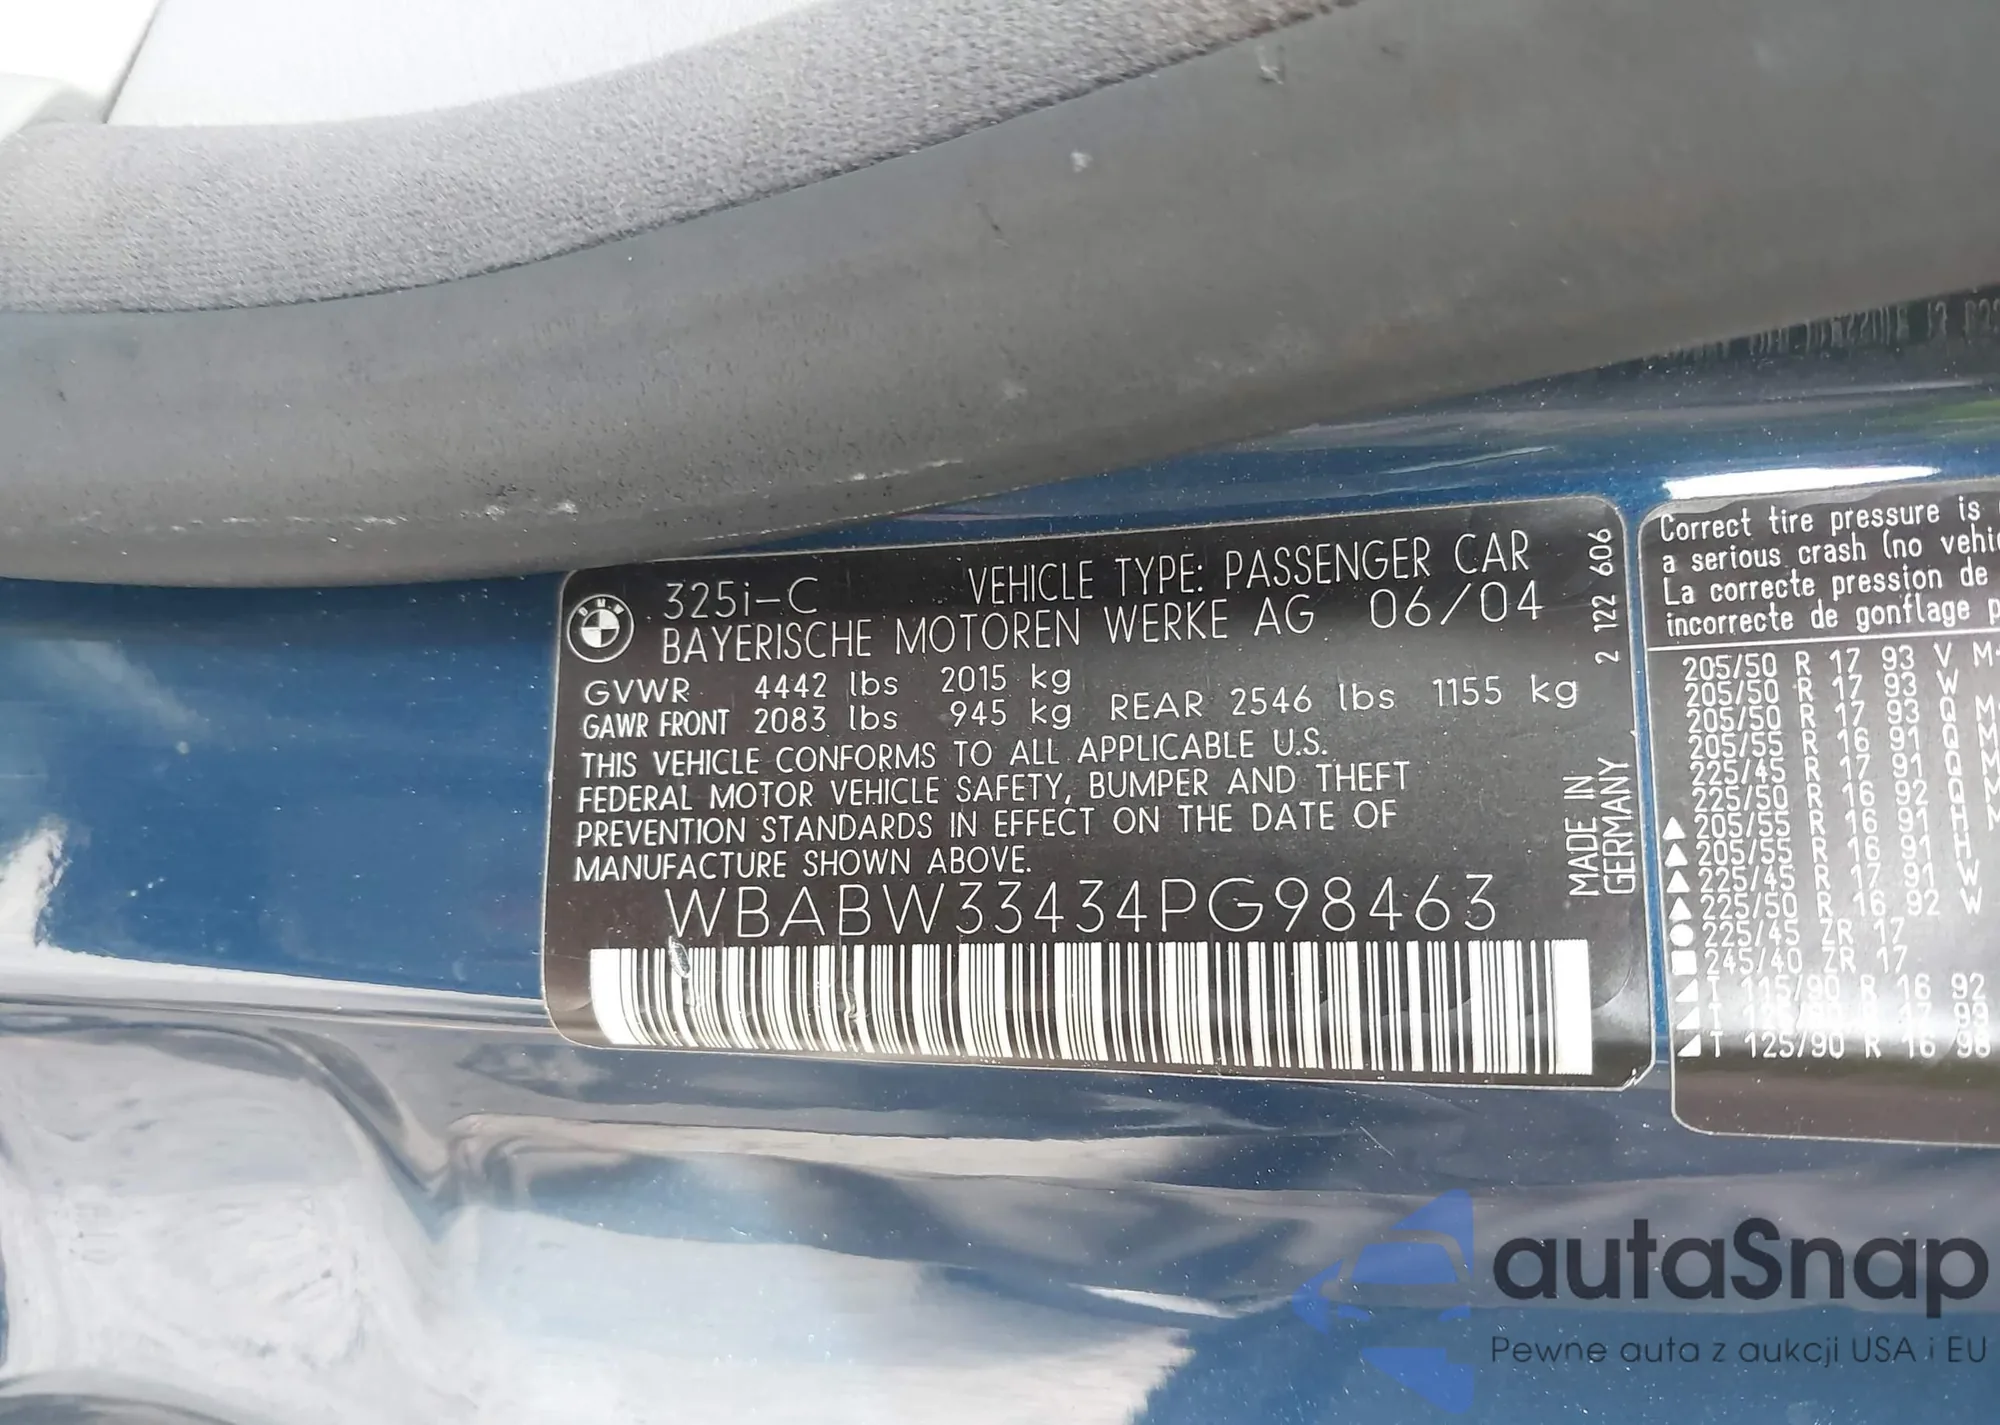 325i-C VEHICLE TYPE: PASSENGER CAR
BMW
BAYERISCHE MOTOREN WERKE AG 06/04
GVWR 4442 lbs 2015 kg
GAWR FRONT 2083 lbs 945 kg REAR 2546 lbs 1155 kg
THIS VEHICLE CONFORMS TO ALL APPLICABLE U.S.
FEDERAL MOTOR VEHICLE SAFETY, BUMPER AND THEFT
PREVENTION STANDARDS IN EFFECT ON THE DATE OF
MANUFACTURE SHOWN ABOVE.
WBABW33434PG98463
2 122 606
MADE IN
GERMANY
Correct tire pressure is
a serious crash (no vehic
La correcte pression de
incorrecte de gonflage p
205/50 R 17 93 V M+
205/50 R 17 93 W
205/50 R 17 93 Q M
205/55 R 16 91 Q M
225/45 R 17 91 Q M
225/50 R 16 92 Q M
205/55 R 16 91 H M
205/55 R 16 91 H
225/45 R 17 91 W
225/50 R 16 92 W
225/45 ZR 17
245/40 ZR 17
T 115/90 R 16 92
T 125/80 R 17 99
T 125/90 R 16 98
autaSnap
Pewne auta z aukcji USA i EU